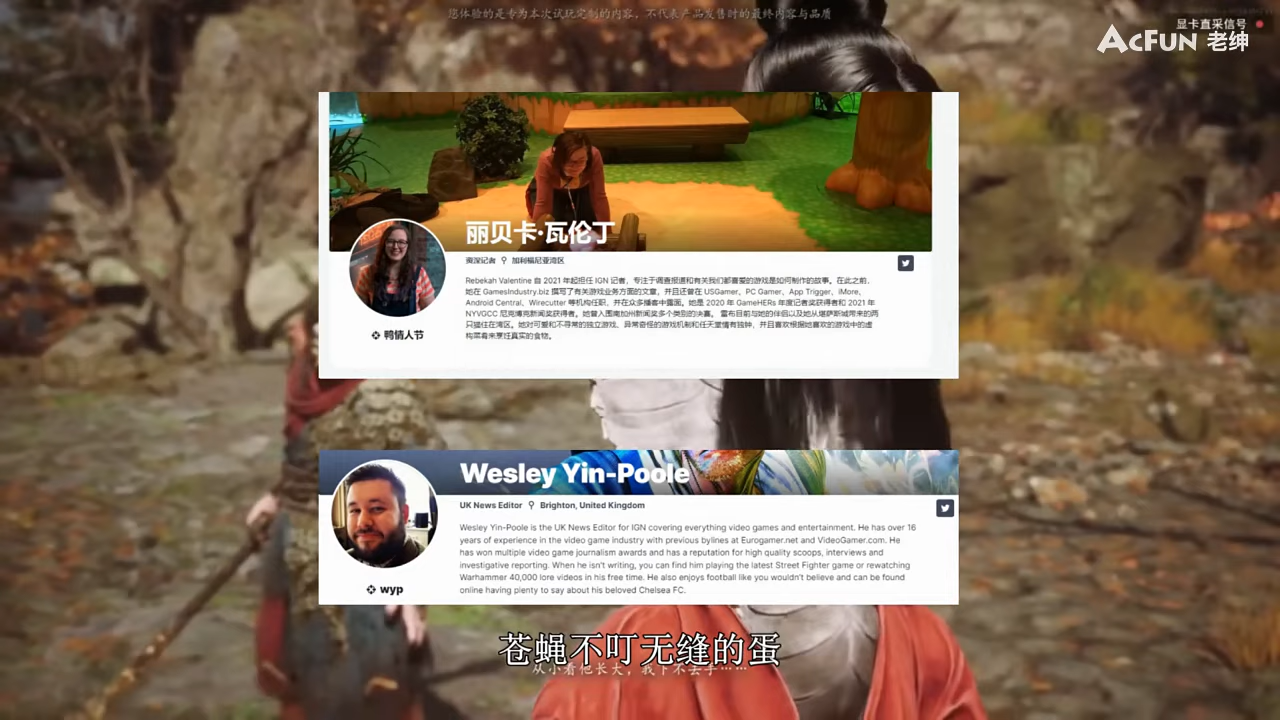 您体验的是专为本次试玩定制的内容，不代表产品发售时的最终内容与品质
显卡直采信号
ACFUN 老绅
丽贝卡·瓦伦丁
资深记者 加利福尼亚湾区
Rebekah Valentine 自 2021 年起担任 IGN 记者，专注于调查报道和有关我们都喜爱的游戏是如何制作的故事。在此之前，
她在 GamesIndustry.biz 撰写了有关游戏业务方面的文章，并且还曾在 USGamer、PC Gamer、App Trigger、iMore、
Android Central、Wirecutter 等机构任职，并在众多播客中露面。她是 2020 年 GameHERs 年度记者奖获得者和 2021 年
NYVGCC 尼克博克新闻奖获得者。她曾入围南加州新闻奖多个类别的决赛。 雷布目前与她的伴侣以及她从堪萨斯城带来的两
只猫住在湾区。她对可爱和不寻常的独立游戏、异常奇怪的游戏机制和任天堂情有独钟，并且喜欢根据她喜欢的游戏中的虚
构菜肴来烹饪真实的食物。
鸭情人节
Wesley Yin-Poole
UK News Editor Brighton, United Kingdom
Wesley Yin-Poole is the UK News Editor for IGN covering everything video games and entertainment. He has over 16
years of experience in the video game industry with previous bylines at Eurogamer.net and VideoGamer.com. He
has won multiple video game journalism awards and has a reputation for high quality scoops, interviews and
investigative reporting. When he isn't writing, you can find him playing the latest Street Fighter game or rewatching
Warhammer 40,000 lore videos in his free time. He also enjoys football like you wouldn't believe and can be found
online having plenty to say about his beloved Chelsea FC.
wyp
苍蝇不叮无缝的蛋
从小看他长大，我下不去手……